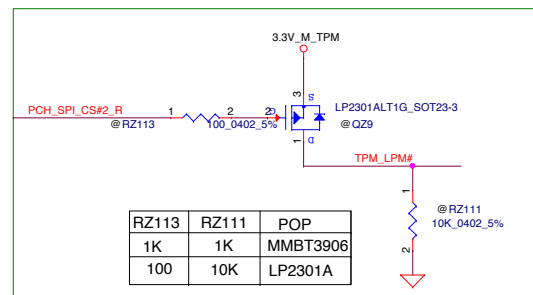 3.3V_M_TPM
3
S
LP2301ALT1G_SOT23-3
PCH_SPI_CS#2_R
1
2
2
G
@RZ113
100_0402_5%
@QZ9
1
D
TPM_LPM#
1
@RZ111
10K_0402_5%
2
RZ113 RZ111 POP
1K 1K MMBT3906
100 10K LP2301A